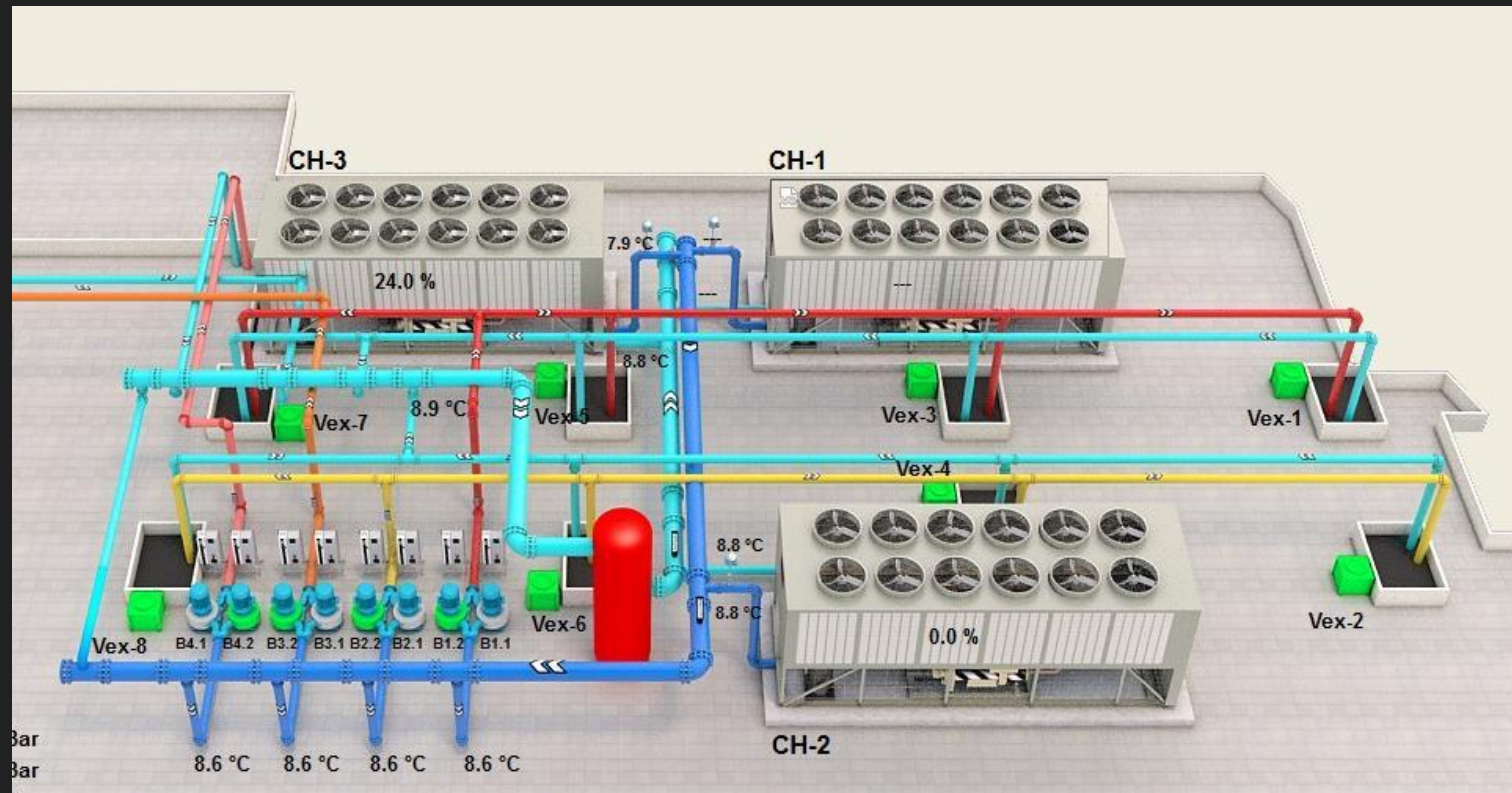 CH-3
CH-1
7.9 °C
---
24.0 %
---
---
8.8 °C
8.9 °C
Vex-7
Vex-5
Vex-3
Vex-1
Vex-4
8.8 °C
8.8 °C
Vex-8
B4.1
B4.2
B3.2
B3.1
B2.2
B2.1
B1.2
B1.1
Vex-6
0.0 %
Vex-2
Bar
Bar
8.6 °C
8.6 °C
8.6 °C
8.6 °C
CH-2